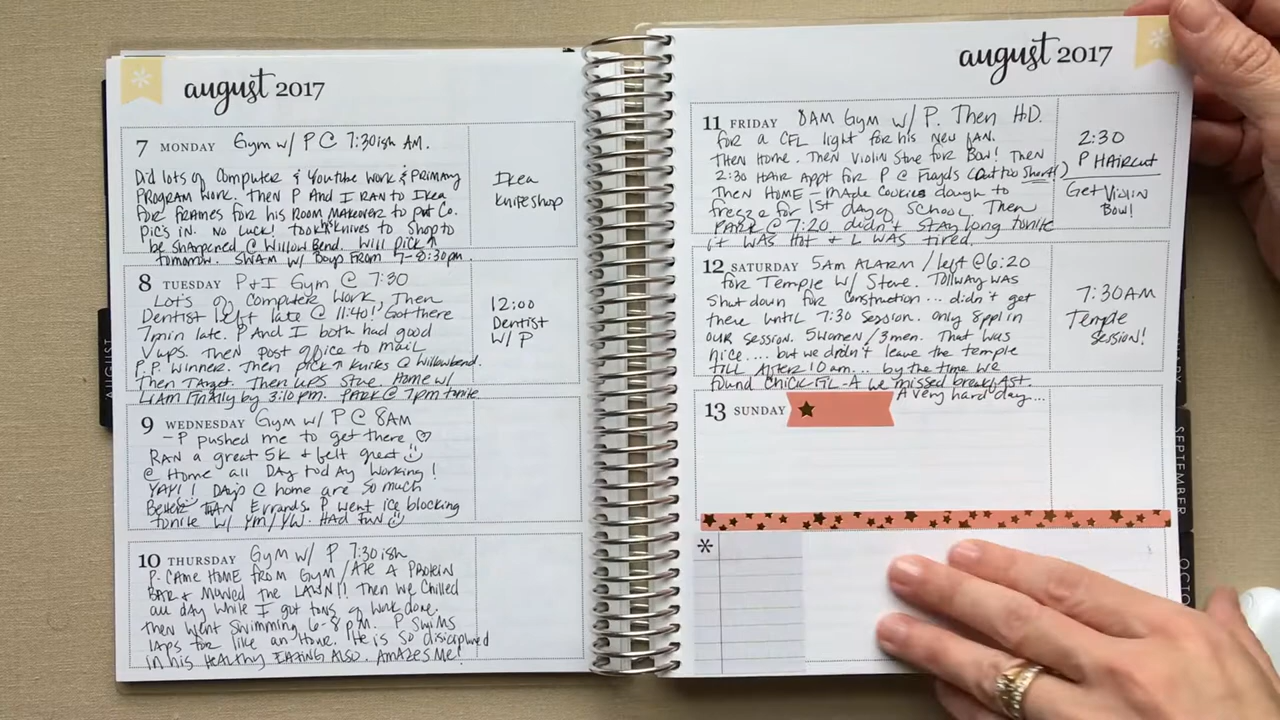 august 2017
7 MONDAY Gym w/ P @ 7:30ish AM.
Did lots of Computer & Youtube Work & Primary
Program Work. Then P And I RAN to Ikea
For Frames for his Room Makeover to put Co.
Pic's in. No Luck! took knives to Shop to
be sharpened @ Willow Bend. Will pick ↑
tomorrow. SWAM w/ Boys From 7-8:30pm.
Ikea
Knife shop
8 TUESDAY P + I Gym @ 7:30
Lot's of Computer Work, Then
Dentist left late @ 11:40! Got there
7min late. P And I both had good
✓ups. Then Post office to mail
P.P. Winner. Then pick ↑ knifes @ Willowbend.
Then Target. Then UPS Store. Home w/
Liam Finally by 3:10pm. PARK @ 7pm tonite.
12:00
Dentist
W/ P
9 WEDNESDAY Gym w/ P @ 8AM
- P pushed me to get there ♡
RAN a great 5K + felt great ☺
@ Home all DAY today working!
YAY!! Days @ home are so much
Better THAN Errands. P went ice blocking
tonite w/ YM/YW. HAD fun ☺
10 THURSDAY Gym w/ P 7:30ish
P. CAME HOME FROM Gym / Ate A Protein
BAR + Mowed the LAWN!! Then We Chilled
all day while I got tons of work done.
then went Swimming 6-8pm. P Swims
laps for like an Hour. He is so disicpluned
in his HEALTHY EATING ALSO. AMAZES Me!
AUGUST
august 2017
11 FRIDAY 8AM Gym w/ P. Then H.D.
for a CFL light for his new fan.
Then Home. Then Violin Store for Bow! Then
2:30 HAIR Appt for P @ Floyds (Cut too Short!)
Then HOME - MADE Cookies dough to
freeze for 1st day of School. Then
PARK @ 7:20. didn't stay long tonite
it WAS Hot + L WAS tired.
2:30
P HAIRcut
Get Violin
Bow!
12 SATURDAY 5AM ALARM / left @ 6:20
for Temple w/ Steve. Tollway was
Shut down for Constrution... didn't get
there UNTIL 7:30 Session. only 8ppl in
our session. 5women / 3men. That was
nice.... but we didn't leave the temple
till After 10am... by the time we
found CHICK FIL-A we missed breakfast.
A very hard day...
7:30AM
Temple
Session!
13 SUNDAY
*
SEPTEMBER
OCTO